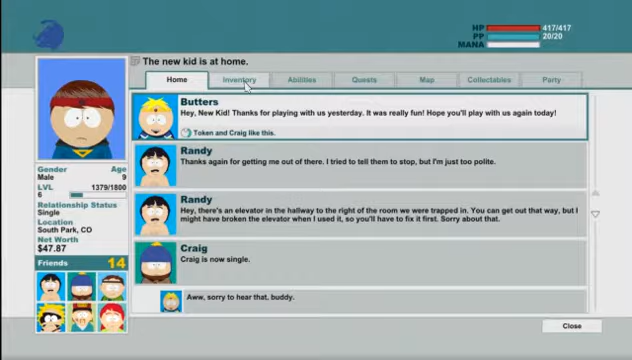 HP 417/417
PP 20/20
MANA
The new kid is at home.
Home Inventory Abilities Quests Map Collectables Party
Butters
Hey, New Kid! Thanks for playing with us yesterday. It was really fun! Hope you'll play with us again today!
Token and Craig like this.
Randy
Thanks again for getting me out of there. I tried to tell them to stop, but I'm just too polite.
Randy
Hey, there's an elevator in the hallway to the right of the room we were trapped in. You can get out that way, but I
might have broken the elevator when I used it, so you'll have to fix it first. Sorry about that.
Craig
Craig is now single.
Aww, sorry to hear that, buddy.
Gender Age
Male 9
LVL 1379/1800
6
Relationship Status
Single
Location
South Park, CO
Net Worth
$47.87
Friends 14
Close